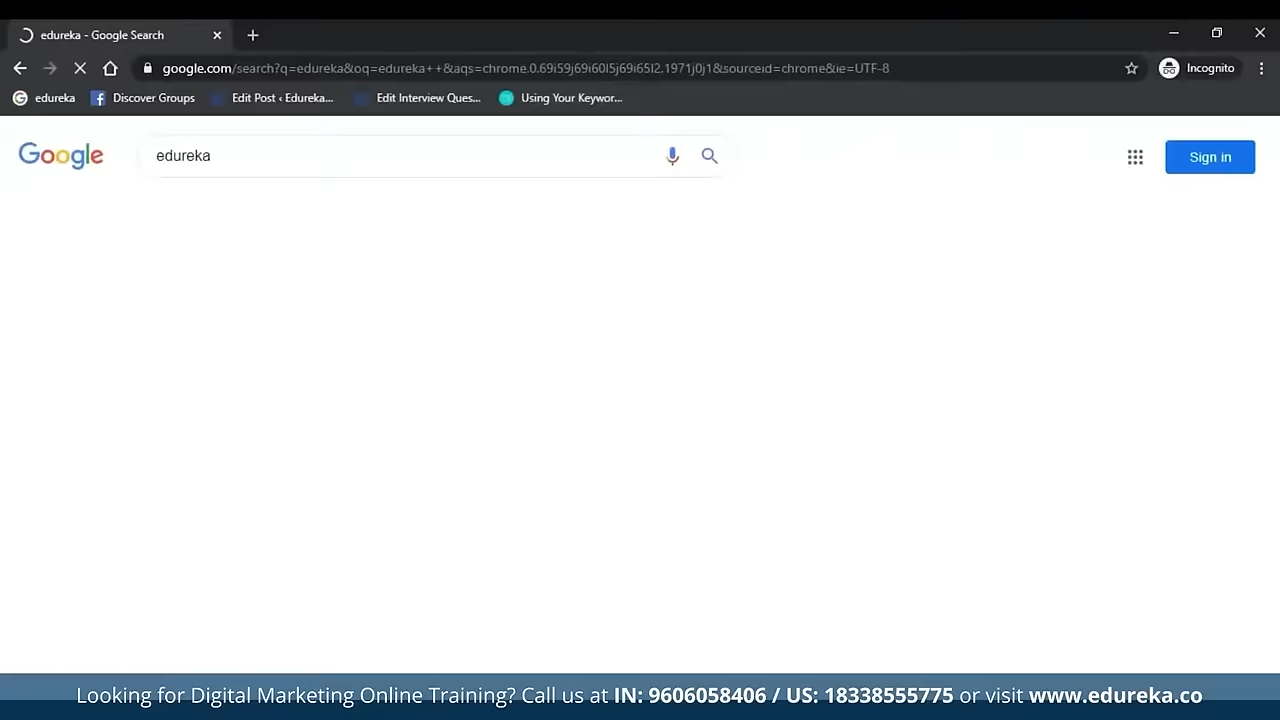 edureka - Google Search
google.com/search?q=edureka&oq=edureka++&aqs=chrome.0.69i59j69i60l5j69i65l2.1971j0j1&sourceid=chrome&ie=UTF-8
Incognito
edureka
Discover Groups
Edit Post ‹ Edureka...
Edit Interview Ques...
Using Your Keywor...
Google
edureka
Sign in
Looking for Digital Marketing Online Training? Call us at IN: 9606058406 / US: 18338555775 or visit www.edureka.co